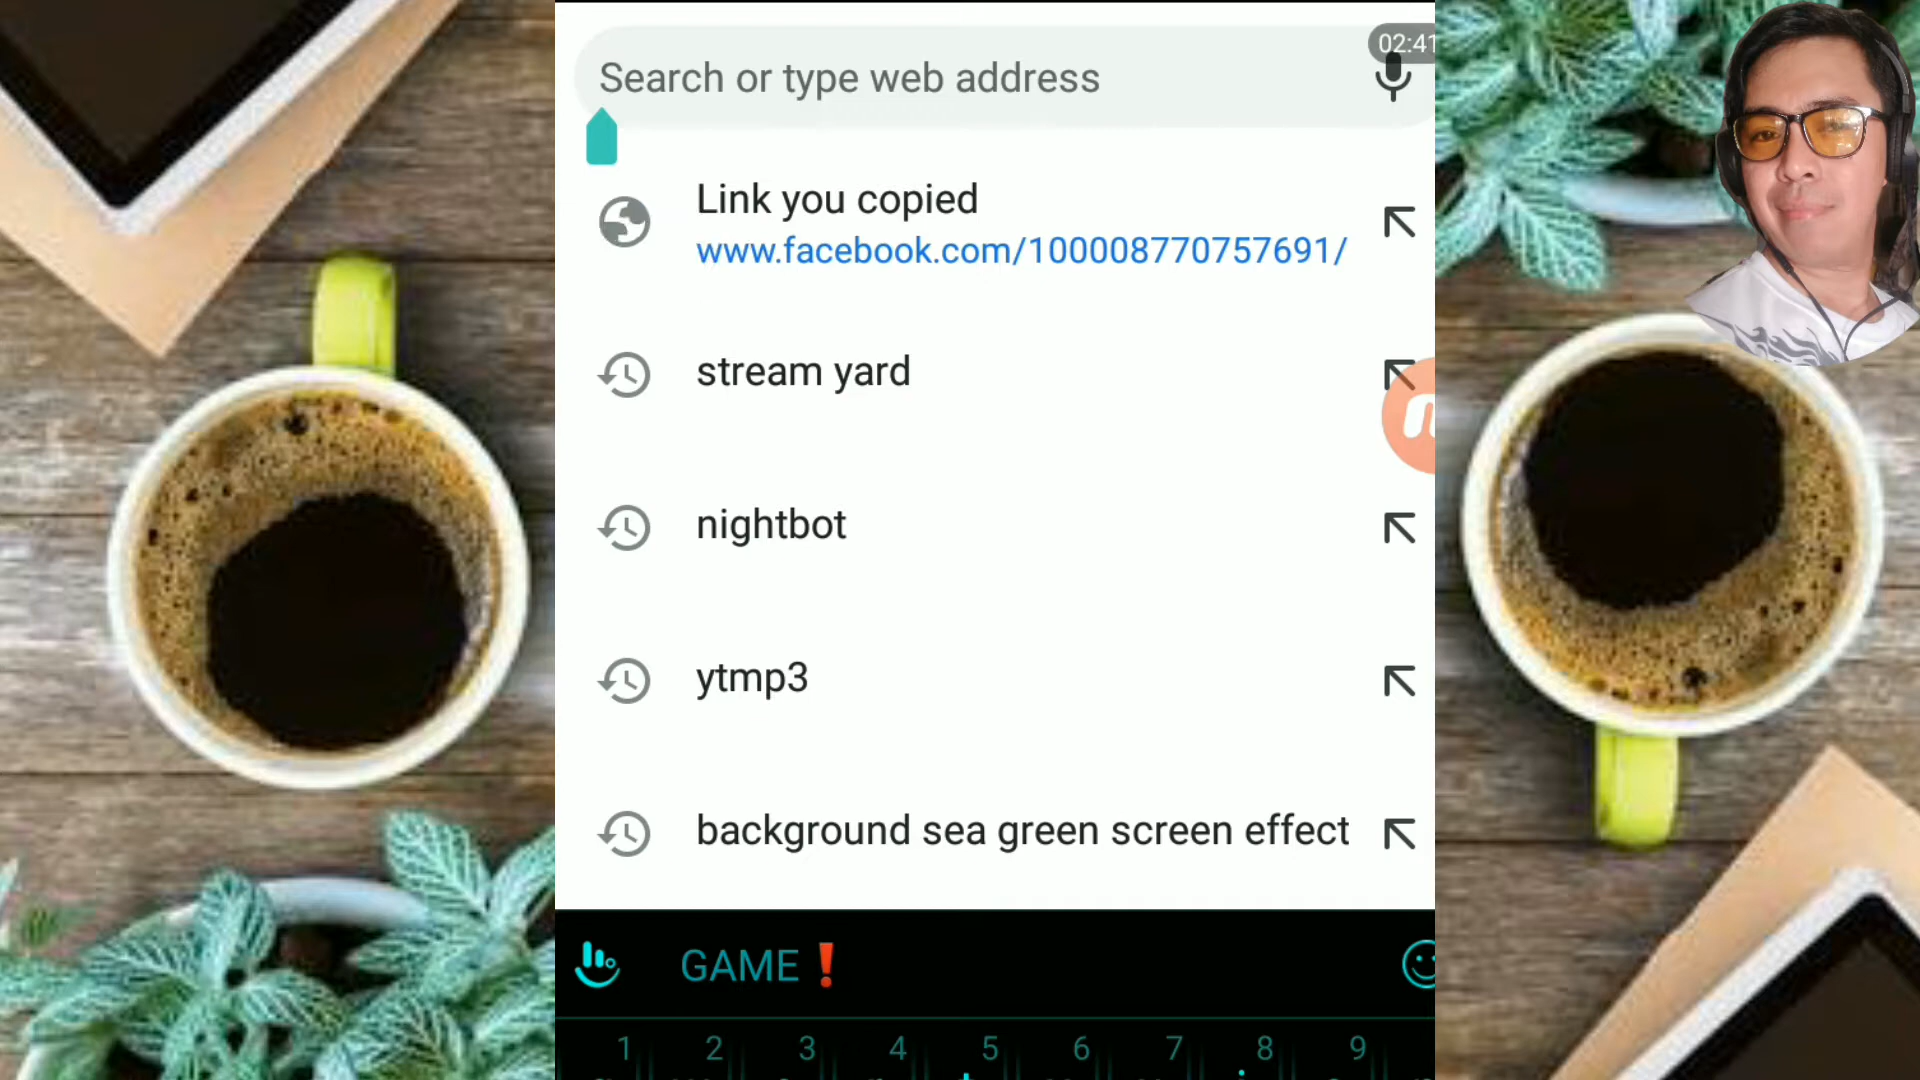 02:41
Search or type web address
Link you copied
www.facebook.com/100008770757691/
stream yard
nightbot
ytmp3
background sea green screen effect
GAME❗
1 2 3 4 5 6 7 8 9